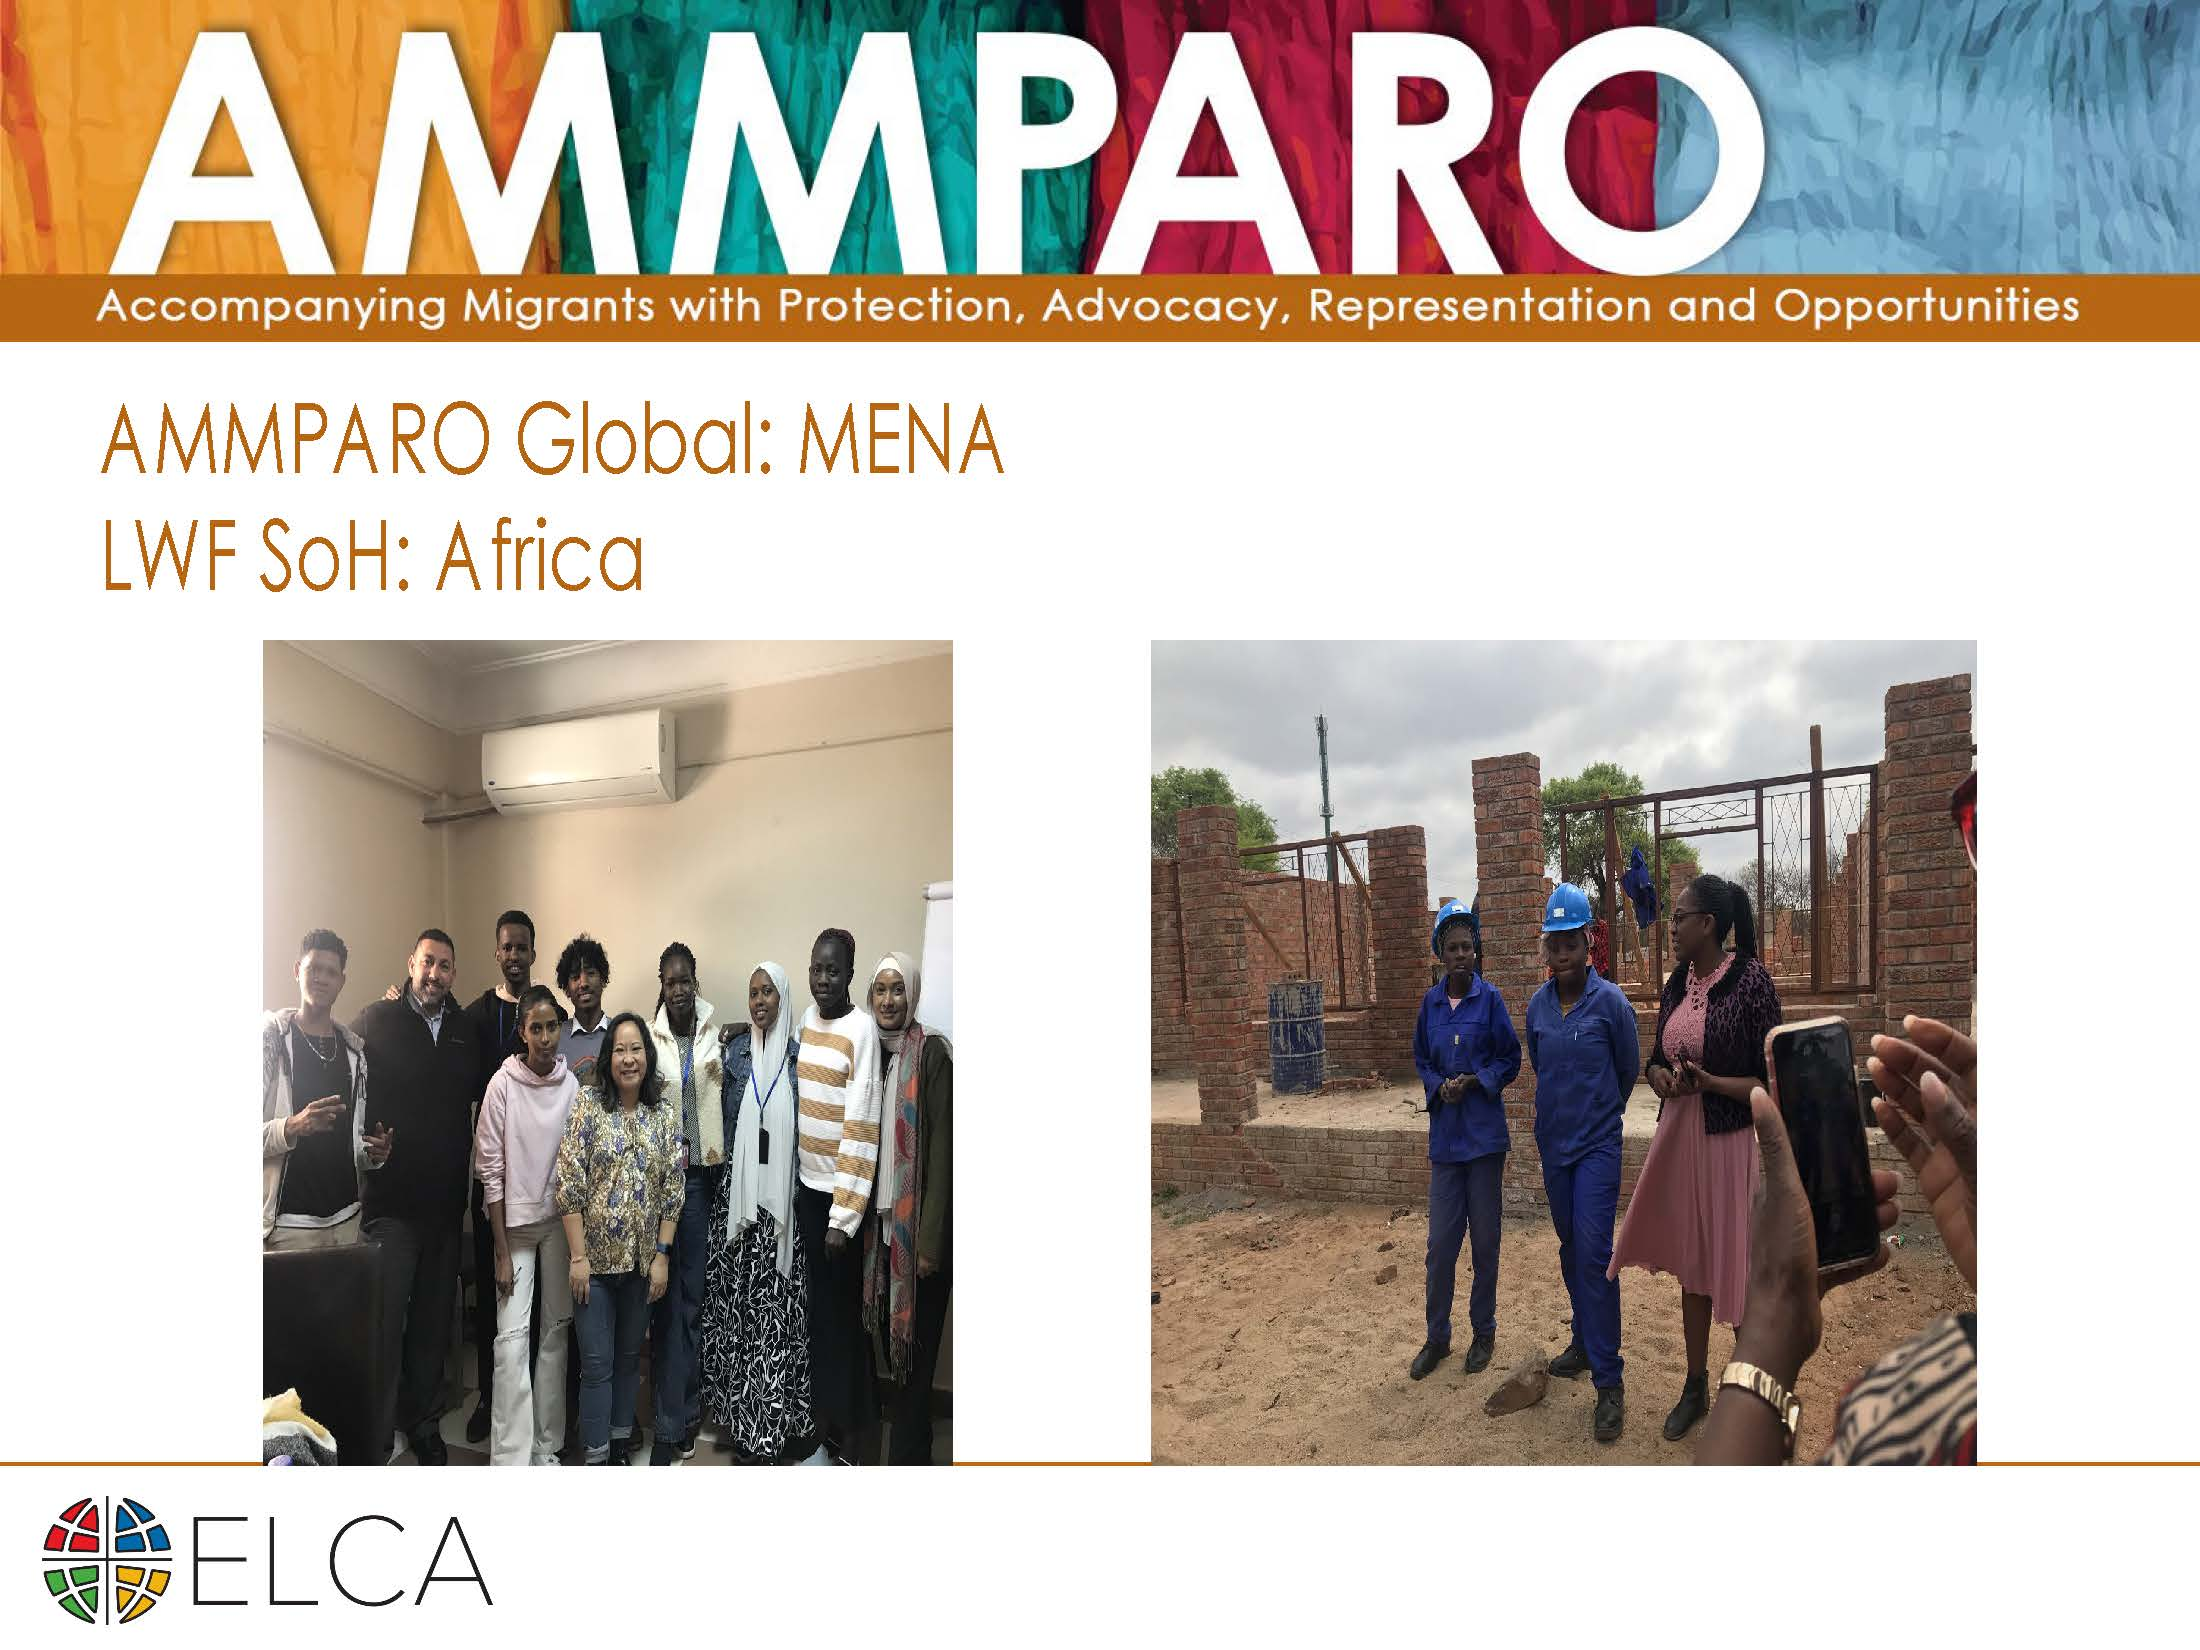 AMMPARO
Accompanying Migrants with Protection, Advocacy, Representation and Opportunities
AMMPARO Global: MENA
LWF SoH: Africa
ELCA